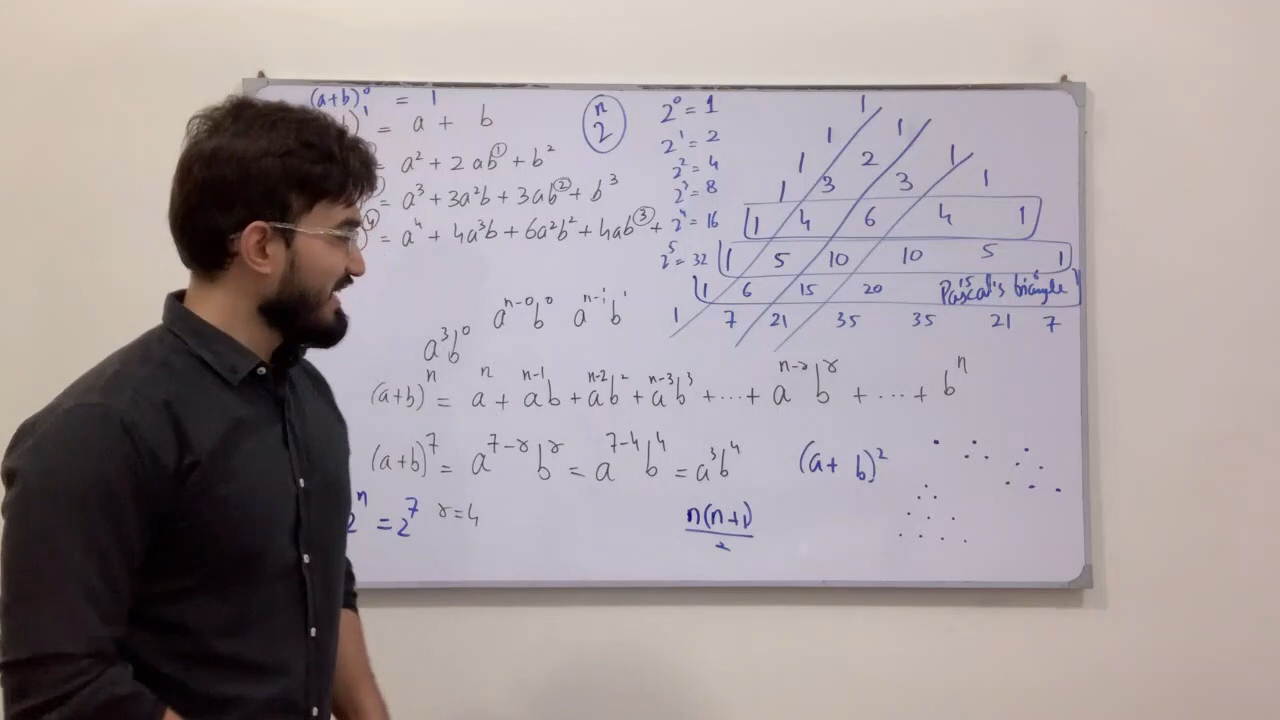 (a+b)⁰ = 1
b)¹ = a + b
= a² + 2ab① + b²
= a³ + 3a²b + 3ab② + b³
④ = a⁴ + 4a³b + 6a²b² + 4ab③ +
2ⁿ
2⁰ = 1
2¹ = 2
2² = 4
2³ = 8
2⁴ = 16
2⁵ = 32
1
1 1
1 2 1
1 3 3 1
1 4 6 4 1
1 5 10 10 5 1
1 6 15 20 15 6 1
Pascal's triangle
1 7 21 35 35 21 7
aⁿ⁻⁰b⁰ aⁿ⁻¹b¹
a³b⁰
(a+b)ⁿ = aⁿ + aⁿ⁻¹b + aⁿ⁻²b² + aⁿ⁻³b³ + ... + aⁿ⁻ʳbʳ + ... + bⁿ
(a+b)⁷ = a⁷⁻ʳbʳ = a⁷⁻⁴b⁴ = a³b⁴
(a+b)²
2ⁿ = 2⁷ r=4
n(n+1)/2